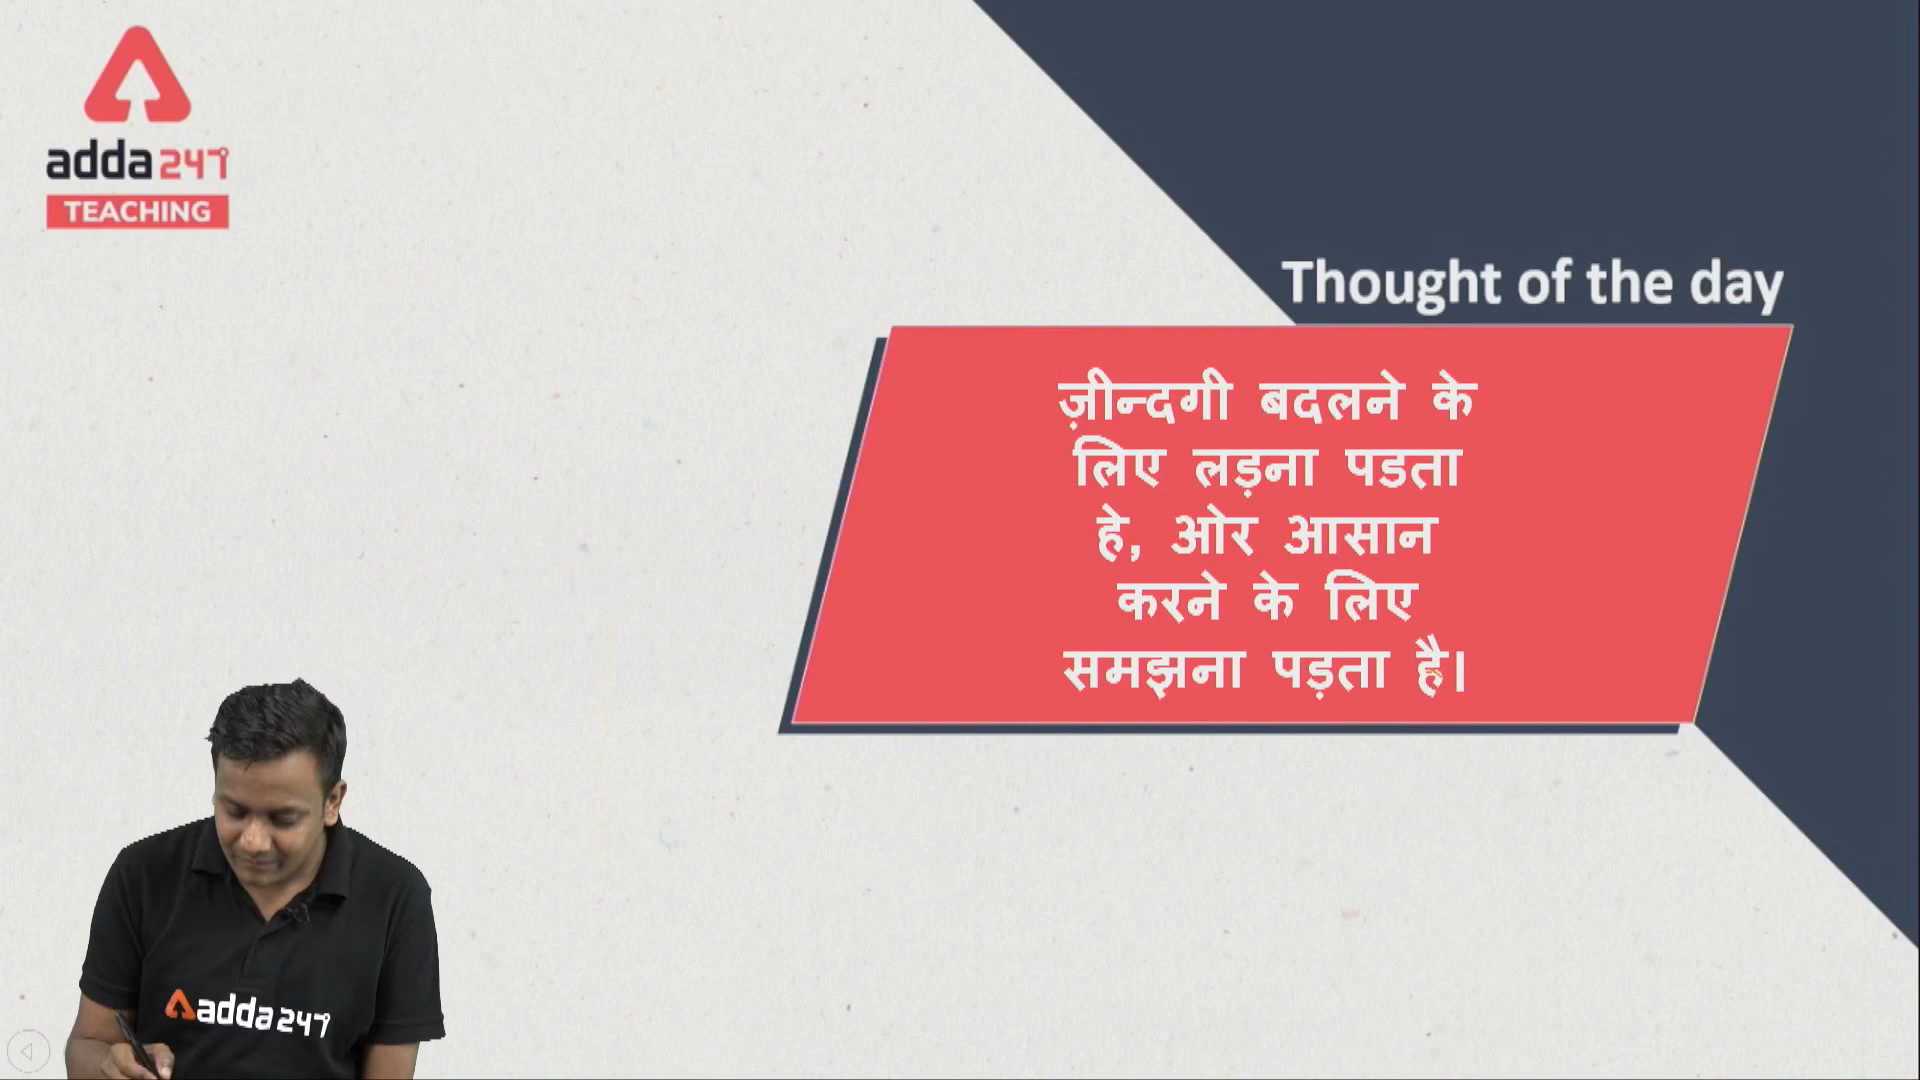 adda247
TEACHING
Thought of the day
ज़ीन्दगी बदलने के
लिए लड़ना पडता
हे, ओर आसान
करने के लिए
समझना पड़ता है।
adda247